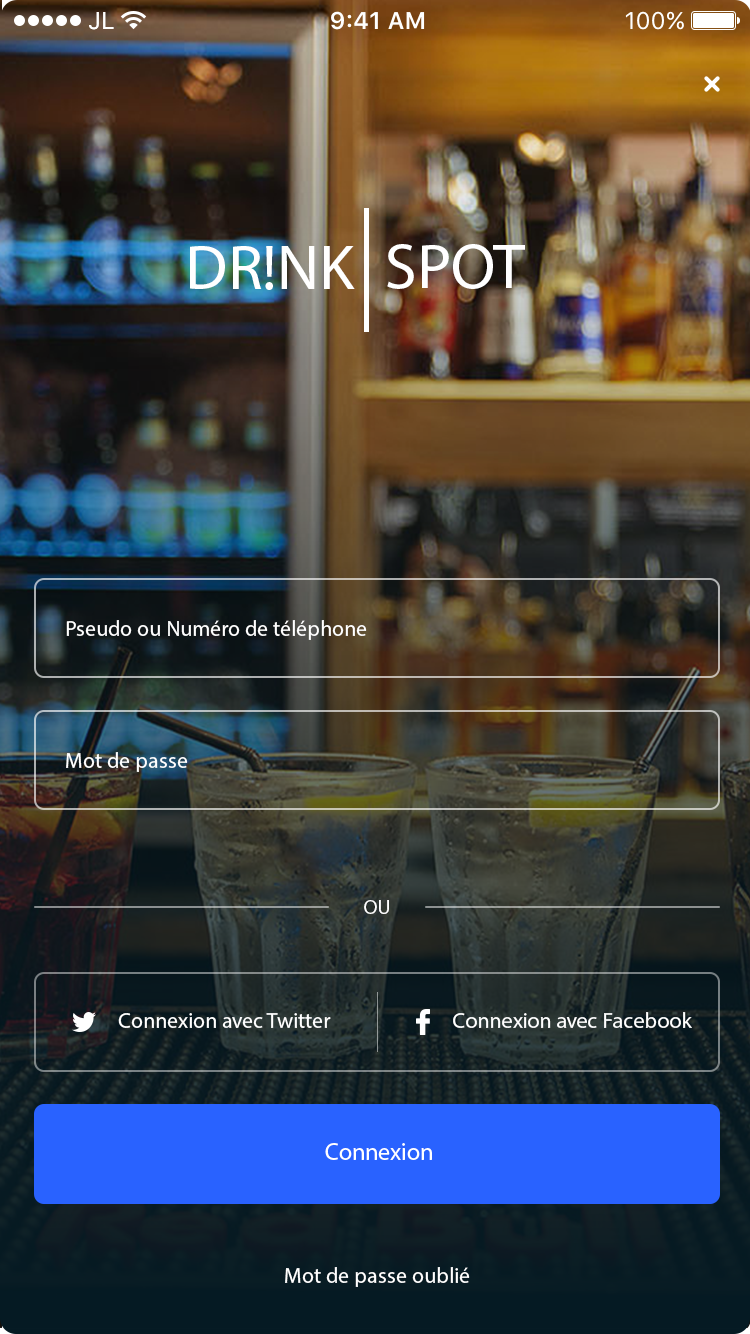 JL 9:41 AM 100%
DR!NK SPOT
Pseudo ou Numéro de téléphone
Mot de passe
OU
Connexion avec Twitter Connexion avec Facebook
Connexion
Mot de passe oublié